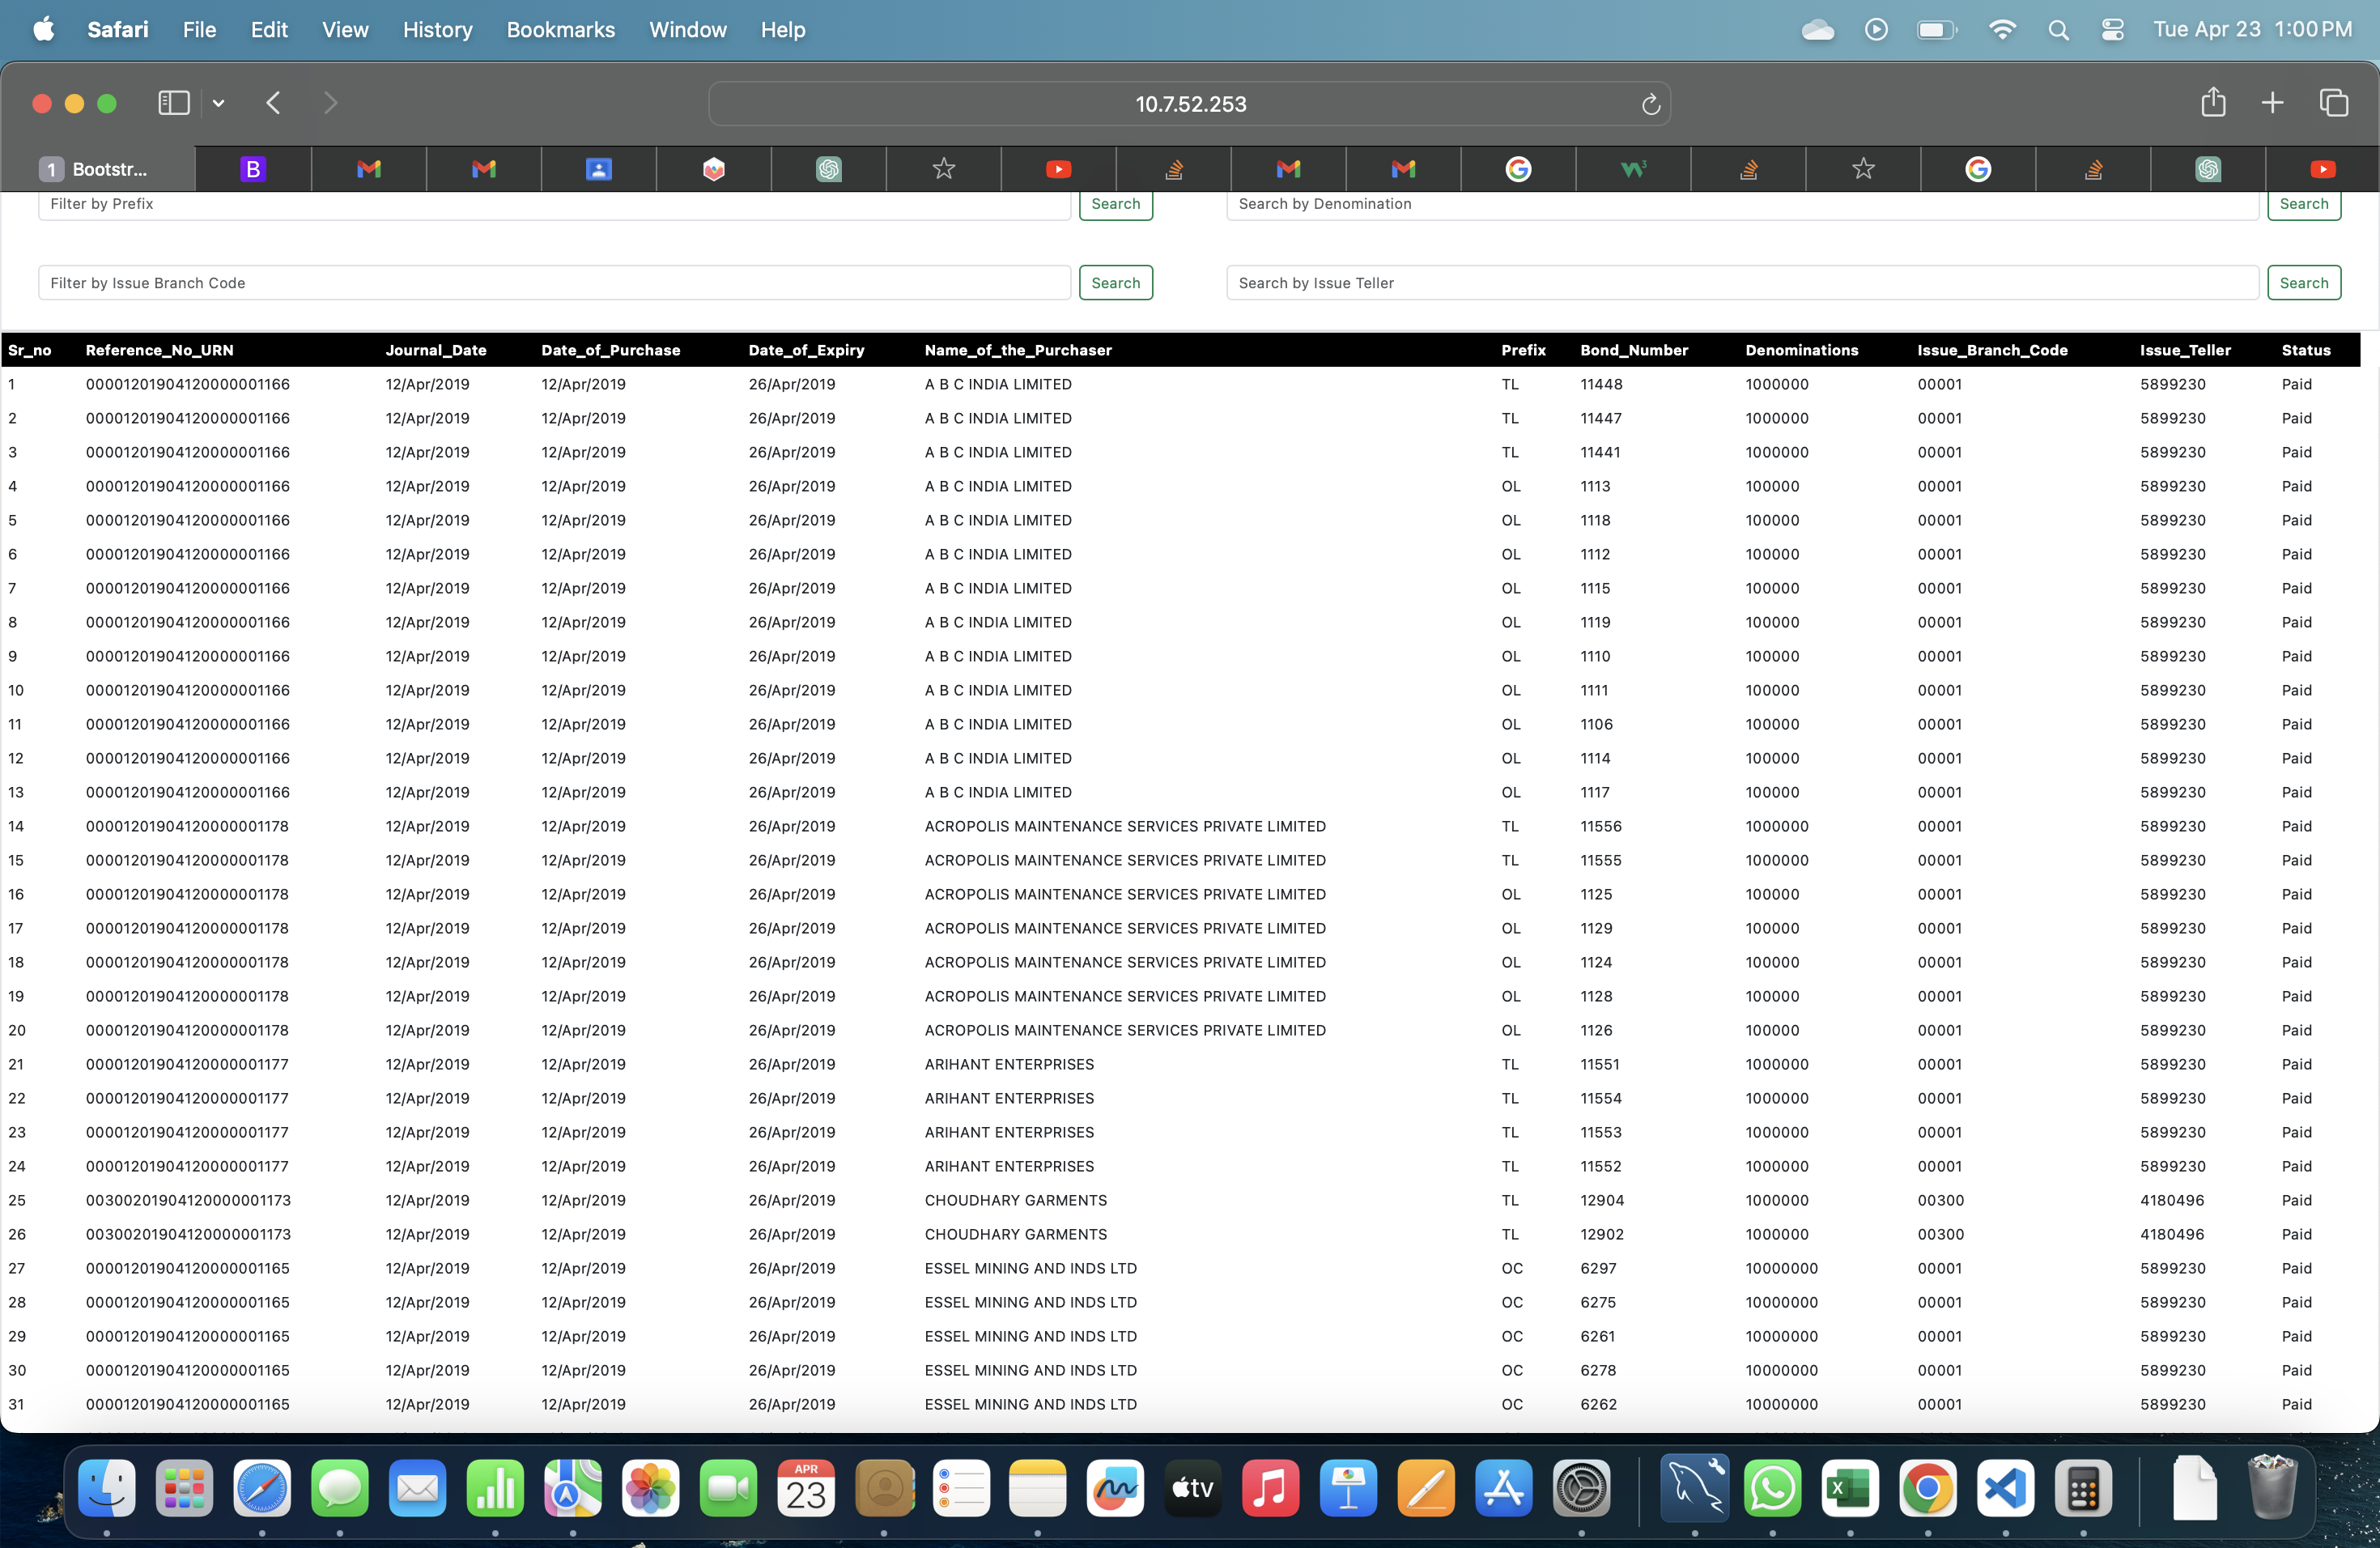 Safari File Edit View History Bookmarks Window Help Tue Apr 23 1:00 PM
10.7.52.253
1 Bootstr... B
Filter by Prefix Search Search by Denomination Search
Filter by Issue Branch Code Search Search by Issue Teller Search
Sr_no Reference_No_URN Journal_Date Date_of_Purchase Date_of_Expiry Name_of_the_Purchaser Prefix Bond_Number Denominations Issue_Branch_Code Issue_Teller Status
1 00001201904120000001166 12/Apr/2019 12/Apr/2019 26/Apr/2019 A B C INDIA LIMITED TL 11448 1000000 00001 5899230 Paid
2 00001201904120000001166 12/Apr/2019 12/Apr/2019 26/Apr/2019 A B C INDIA LIMITED TL 11447 1000000 00001 5899230 Paid
3 00001201904120000001166 12/Apr/2019 12/Apr/2019 26/Apr/2019 A B C INDIA LIMITED TL 11441 1000000 00001 5899230 Paid
4 00001201904120000001166 12/Apr/2019 12/Apr/2019 26/Apr/2019 A B C INDIA LIMITED OL 1113 100000 00001 5899230 Paid
5 00001201904120000001166 12/Apr/2019 12/Apr/2019 26/Apr/2019 A B C INDIA LIMITED OL 1118 100000 00001 5899230 Paid
6 00001201904120000001166 12/Apr/2019 12/Apr/2019 26/Apr/2019 A B C INDIA LIMITED OL 1112 100000 00001 5899230 Paid
7 00001201904120000001166 12/Apr/2019 12/Apr/2019 26/Apr/2019 A B C INDIA LIMITED OL 1115 100000 00001 5899230 Paid
8 00001201904120000001166 12/Apr/2019 12/Apr/2019 26/Apr/2019 A B C INDIA LIMITED OL 1119 100000 00001 5899230 Paid
9 00001201904120000001166 12/Apr/2019 12/Apr/2019 26/Apr/2019 A B C INDIA LIMITED OL 1110 100000 00001 5899230 Paid
10 00001201904120000001166 12/Apr/2019 12/Apr/2019 26/Apr/2019 A B C INDIA LIMITED OL 1111 100000 00001 5899230 Paid
11 00001201904120000001166 12/Apr/2019 12/Apr/2019 26/Apr/2019 A B C INDIA LIMITED OL 1106 100000 00001 5899230 Paid
12 00001201904120000001166 12/Apr/2019 12/Apr/2019 26/Apr/2019 A B C INDIA LIMITED OL 1114 100000 00001 5899230 Paid
13 00001201904120000001166 12/Apr/2019 12/Apr/2019 26/Apr/2019 A B C INDIA LIMITED OL 1117 100000 00001 5899230 Paid
14 00001201904120000001178 12/Apr/2019 12/Apr/2019 26/Apr/2019 ACROPOLIS MAINTENANCE SERVICES PRIVATE LIMITED TL 11556 1000000 00001 5899230 Paid
15 00001201904120000001178 12/Apr/2019 12/Apr/2019 26/Apr/2019 ACROPOLIS MAINTENANCE SERVICES PRIVATE LIMITED TL 11555 1000000 00001 5899230 Paid
16 00001201904120000001178 12/Apr/2019 12/Apr/2019 26/Apr/2019 ACROPOLIS MAINTENANCE SERVICES PRIVATE LIMITED OL 1125 100000 00001 5899230 Paid
17 00001201904120000001178 12/Apr/2019 12/Apr/2019 26/Apr/2019 ACROPOLIS MAINTENANCE SERVICES PRIVATE LIMITED OL 1129 100000 00001 5899230 Paid
18 00001201904120000001178 12/Apr/2019 12/Apr/2019 26/Apr/2019 ACROPOLIS MAINTENANCE SERVICES PRIVATE LIMITED OL 1124 100000 00001 5899230 Paid
19 00001201904120000001178 12/Apr/2019 12/Apr/2019 26/Apr/2019 ACROPOLIS MAINTENANCE SERVICES PRIVATE LIMITED OL 1128 100000 00001 5899230 Paid
20 00001201904120000001178 12/Apr/2019 12/Apr/2019 26/Apr/2019 ACROPOLIS MAINTENANCE SERVICES PRIVATE LIMITED OL 1126 100000 00001 5899230 Paid
21 00001201904120000001177 12/Apr/2019 12/Apr/2019 26/Apr/2019 ARIHANT ENTERPRISES TL 11551 1000000 00001 5899230 Paid
22 00001201904120000001177 12/Apr/2019 12/Apr/2019 26/Apr/2019 ARIHANT ENTERPRISES TL 11554 1000000 00001 5899230 Paid
23 00001201904120000001177 12/Apr/2019 12/Apr/2019 26/Apr/2019 ARIHANT ENTERPRISES TL 11553 1000000 00001 5899230 Paid
24 00001201904120000001177 12/Apr/2019 12/Apr/2019 26/Apr/2019 ARIHANT ENTERPRISES TL 11552 1000000 00001 5899230 Paid
25 00300201904120000001173 12/Apr/2019 12/Apr/2019 26/Apr/2019 CHOUDHARY GARMENTS TL 12904 1000000 00300 4180496 Paid
26 00300201904120000001173 12/Apr/2019 12/Apr/2019 26/Apr/2019 CHOUDHARY GARMENTS TL 12902 1000000 00300 4180496 Paid
27 00001201904120000001165 12/Apr/2019 12/Apr/2019 26/Apr/2019 ESSEL MINING AND INDS LTD OC 6297 10000000 00001 5899230 Paid
28 00001201904120000001165 12/Apr/2019 12/Apr/2019 26/Apr/2019 ESSEL MINING AND INDS LTD OC 6275 10000000 00001 5899230 Paid
29 00001201904120000001165 12/Apr/2019 12/Apr/2019 26/Apr/2019 ESSEL MINING AND INDS LTD OC 6261 10000000 00001 5899230 Paid
30 00001201904120000001165 12/Apr/2019 12/Apr/2019 26/Apr/2019 ESSEL MINING AND INDS LTD OC 6278 10000000 00001 5899230 Paid
31 00001201904120000001165 12/Apr/2019 12/Apr/2019 26/Apr/2019 ESSEL MINING AND INDS LTD OC 6262 10000000 00001 5899230 Paid
APR
23
tv